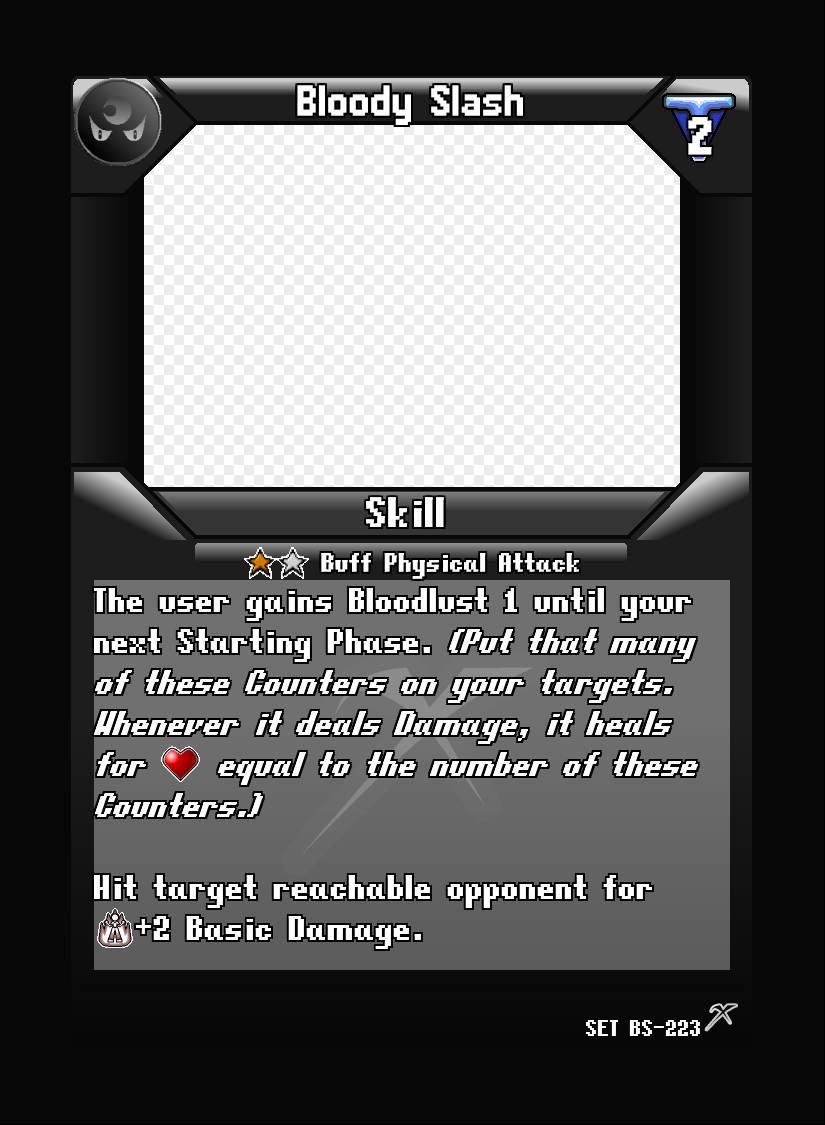 Bloody Slash
2
Skill
Buff Physical Attack
The user gains Bloodlust 1 until your
next Starting Phase. (Put that many
of these Counters on your targets.
Whenever it deals Damage, it heals
for equal to the number of these
Counters.)
Hit target reachable opponent for
A+2 Basic Damage.
SET BS-223